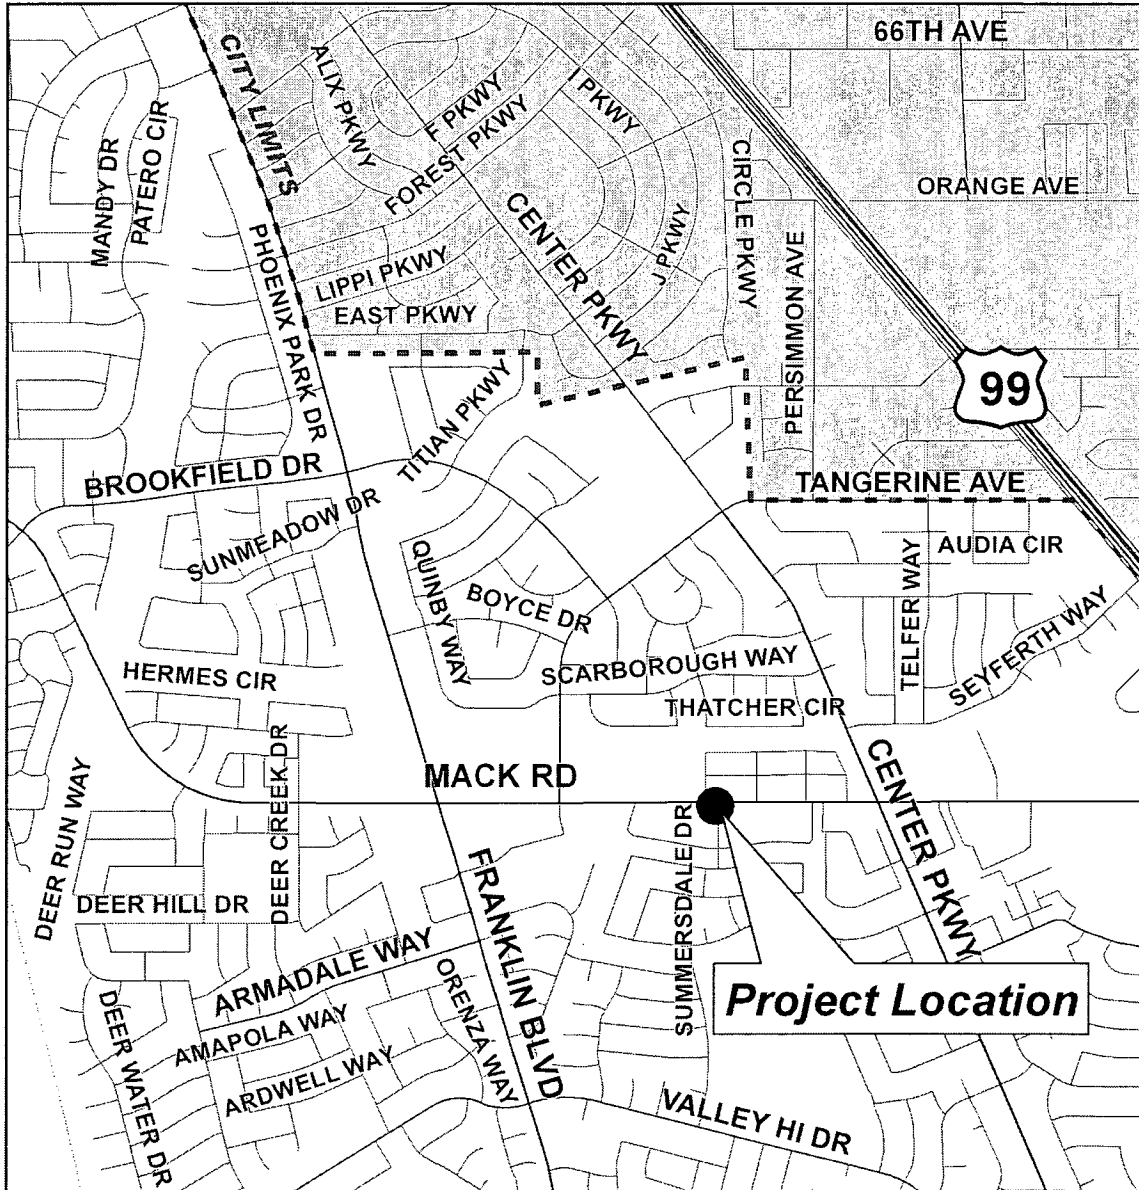 66TH AVE
CITY LIMITS
ALIX PKWY
F PKWY
I PKWY
FOREST PKWY
MANDY DR
PATERO CIR
CIRCLE PKWY
ORANGE AVE
CENTER PKWY
J PKWY
PHOENIX PARK DR
LIPPI PKWY
EAST PKWY
PERSIMMON AVE
99
TITIAN PKWY
BROOKFIELD DR
TANGERINE AVE
SUNMEADOW DR
AUDIA CIR
QUINBY WAY
BOYCE DR
TELFER WAY
SEYFERTH WAY
SCARBOROUGH WAY
HERMES CIR
THATCHER CIR
DEER CREEK DR
MACK RD
CENTER PKWY
DEER RUN WAY
SUMMERSDALE DR
DEER HILL DR
FRANKLIN BLVD
ARMADALE WAY
ORENZA WAY
Project Location
DEER WATER DR
AMAPOLA WAY
ARDWELL WAY
VALLEY HI DR